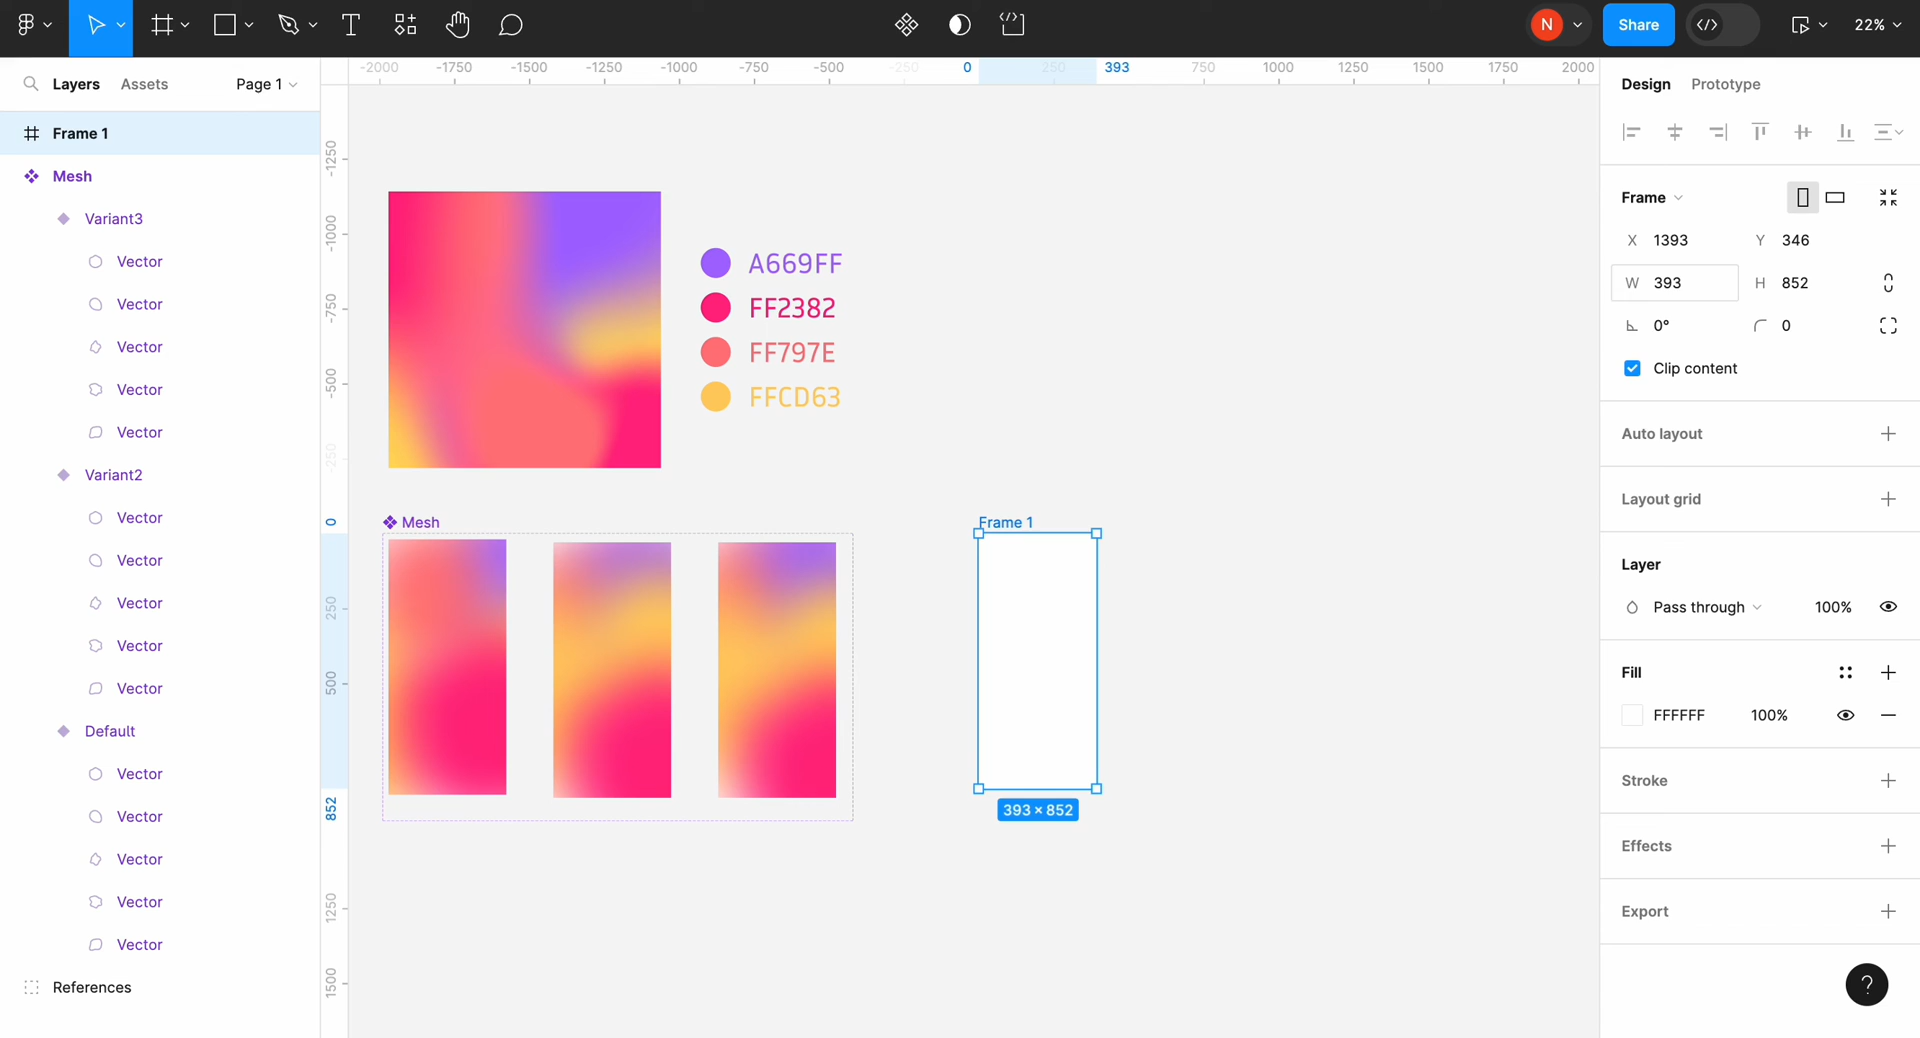 N
Share
22%
Layers
Assets
Page 1
Frame 1
Mesh
Variant3
Vector
Vector
Vector
Vector
Vector
Variant2
Vector
Vector
Vector
Vector
Vector
Default
Vector
Vector
Vector
Vector
Vector
References
-2000 -1750 -1500 -1250 -1000 -750 -500 -250 0 250 393 750 1000 1250 1500 1750 2000
-1250
-1000
-750
-500
-250
0
250
500
852
1250
1500
A669FF
FF2382
FF797E
FFCD63
Mesh
Frame 1
393 × 852
Design
Prototype
Frame
X 1393
Y 346
W 393
H 852
0°
0
Clip content
Auto layout
Layout grid
Layer
Pass through
100%
Fill
FFFFFF
100%
Stroke
Effects
Export
?